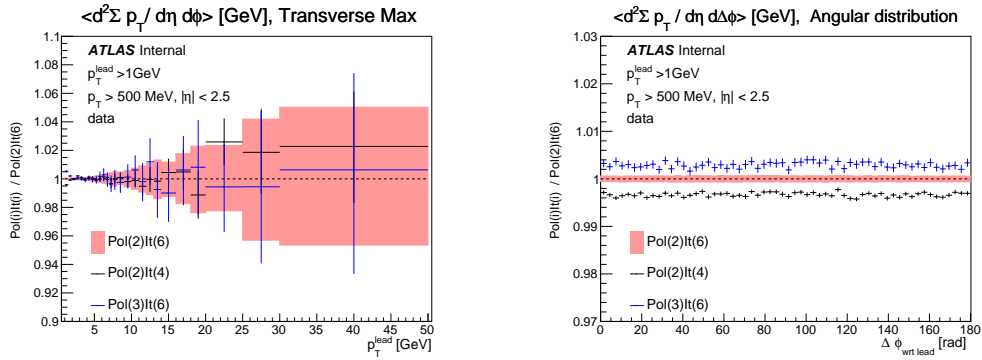 <d²Σ p_T / dη dφ> [GeV], Transverse Max
ATLAS Internal
p_T^lead >1GeV
p_T > 500 MeV, |η| < 2.5
data
Pol(2)It(6)
Pol(2)It(4)
Pol(3)It(6)
Pol(i)It(i) / Pol(2)It(6)
1.1
1.08
1.06
1.04
1.02
1
0.98
0.96
0.94
0.92
0.9
5 10 15 20 25 30 35 40 45 50
p_T^lead [GeV]
<d²Σ p_T / dη dΔφ> [GeV], Angular distribution
ATLAS Internal
p_T^lead >1GeV
p_T > 500 MeV, |η| < 2.5
data
Pol(2)It(6)
Pol(2)It(4)
Pol(3)It(6)
Pol(i)It(i) / Pol(2)It(6)
1.03
1.02
1.01
1
0.99
0.98
0.97
0 20 40 60 80 100 120 140 160 180
Δ φ_wrt lead [rad]